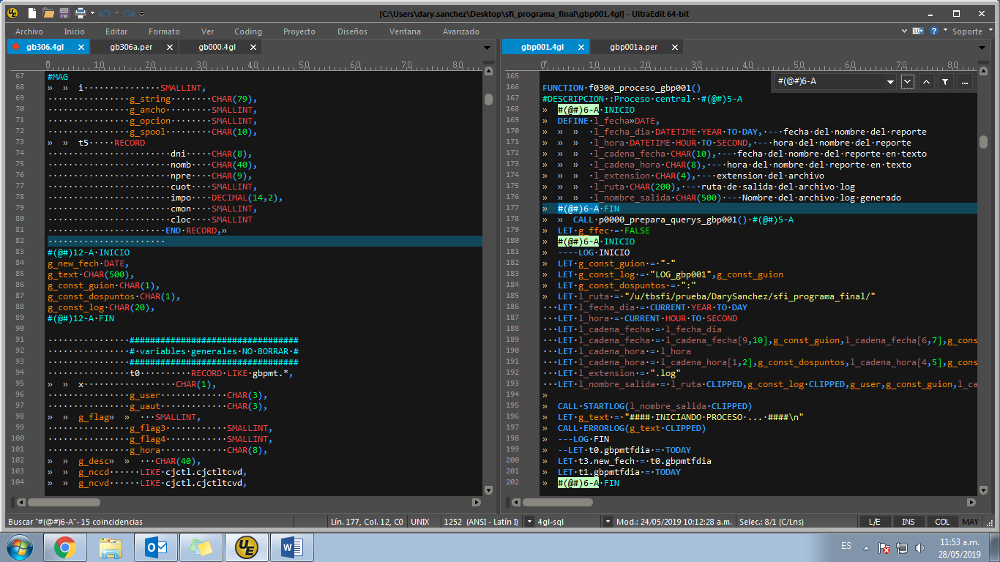 [C:\Users\dary.sanchez\Desktop\sfi_programa_final\gbp001.4gl] - UltraEdit 64-bit
Archivo Inicio Editar Formato Ver Coding Proyecto Diseños Ventana Avanzado Soporte
gb306.4gl gb306a.per gb000.4gl
0 10 20 30 40 50 60 70 80
67 #MAG
68 » » i···············SMALLINT,
69 ················g_string········CHAR(79),
70 ················g_ancho·········SMALLINT,
71 ················g_opcion········SMALLINT,
72 ················g_spool·········CHAR(10),
73 » » t5·····RECORD
74 ························dni·····CHAR(8),
75 ························nomb····CHAR(40),
76 ························npre····CHAR(9),
77 ························cuot····SMALLINT,
78 ························impo····DECIMAL(14,2),
79 ························cmon····SMALLINT,
80 ························cloc····SMALLINT
81 ·······················END·RECORD,»
82 ·······················
83 #(@#)12-A·INICIO
84 g_new_fech·DATE,
85 g_text·CHAR(500),
86 g_const_guion·CHAR(1),
87 g_const_dospuntos·CHAR(1),
88 g_const_log·CHAR(20),
89 #(@#)12-A·FIN
90
91 ················#################################
92 ················#·variables·generales·NO·BORRAR·#
93 ················#################################
94 ················t0··········RECORD·LIKE·gbpmt.*,
95 » » x··················CHAR(1),
96 ················g_user·············CHAR(3),
97 ················g_uaut·············CHAR(3),
98 » » g_flag» » ···SMALLINT,
99 ················g_flag3············SMALLINT,
100 ················g_flag4············SMALLINT,
101 ················g_hora·············CHAR(8),
102 » » g_desc» » ···CHAR(40),
103 » » g_nccd······LIKE·cjctl.cjctltcvd,
104 » » g_ncvd······LIKE·cjctl.cjctltcvd,
gbp001.4gl gbp001a.per
0 10 20 30 40 50 60 70 80
#(@#)6-A
165
166 FUNCTION·f0300_proceso_gbp001()
167 #DESCRIPCION·:Proceso·central··#(@#)5-A
168 » #(@#)6-A·INICIO
169 » DEFINE·l_fecha»DATE,
170 » » » ·l_fecha_dia·DATETIME·YEAR·TO·DAY,·--·fecha·del·nombre·del·reporte
171 » » » ·l_hora·DATETIME·HOUR·TO·SECOND,·--·hora·del·nombre·del·reporte
172 » » » ·l_cadena_fecha·CHAR(10),·--·fecha·del·nombre·del·reporte·en·texto
173 » » » ·l_cadena_hora·CHAR(8),·--·hora·del·nombre·del·reporte·en·texto
174 » » » ·l_extension·CHAR(4),·--·extension·del·archivo
175 » » » ·l_ruta·CHAR(200),·--·ruta·de·salida·del·archivo·log
176 » » » ·l_nombre_salida·CHAR(500)·--·Nombre·del·archivo·log·generado
177 » #(@#)6-A·FIN
178 » » CALL·p0000_prepara_querys_gbp001()·#(@#)5-A
179 » LET·g_ffec·=·FALSE
180 » #(@#)6-A·INICIO
181 » ----LOG·INICIO
182 » LET·g_const_guion·=·"-"
183 » LET·g_const_log·=·"LOG_gbp001",g_const_guion
184 » LET·g_const_dospuntos·=·":"
185 » LET·l_ruta·=·"/u/tbsfi/prueba/DarySanchez/sfi_programa_final/"
186 ···LET·l_fecha_dia·=·CURRENT·YEAR·TO·DAY
187 ···LET·l_hora·=·CURRENT·HOUR·TO·SECOND
188 ···LET·l_cadena_fecha·=·l_fecha_dia
189 ···LET·l_cadena_fecha·=·l_cadena_fecha[9,10],g_const_guion,l_cadena_fecha[6,7],g_cons
190 ···LET·l_cadena_hora·=·l_hora
191 ···LET·l_cadena_hora·=·l_cadena_hora[1,2],g_const_dospuntos,l_cadena_hora[4,5],g_cons
192 ···LET·l_extension·=·".log"
193 ···LET·l_nombre_salida·=·l_ruta·CLIPPED,g_const_log·CLIPPED,g_user,g_const_guion,l_ca
194 »
195 » CALL·STARTLOG(l_nombre_salida·CLIPPED)
196 » LET·g_text·=·"####·INICIANDO·PROCESO·...·####\n"
197 » CALL·ERRORLOG(g_text·CLIPPED)
198 » ---LOG·FIN
199 » --LET·t0.gbpmtfdia·=·TODAY
200 » LET·t3.new_fech·=·t0.gbpmtfdia
201 » LET·t1.gbpmtfdia·=·TODAY
202 » #(@#)6-A·FIN
Buscar "#(@#)6-A"- 15 coincidencias Lín. 177, Col. 12, C0 UNIX 1252 (ANSI - Latín I) 4gl-sql Mod.: 24/05/2019 10:12:28 a.m. Selec.: 8/1 (C/Lns) L/E INS COL MAY
ES 11:53 a.m.
28/05/2019